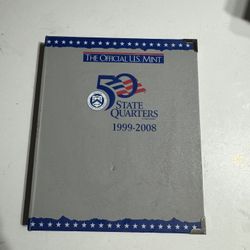 THE OFFICIAL U.S. MINT
50
STATE
QUARTERS
1999-2008